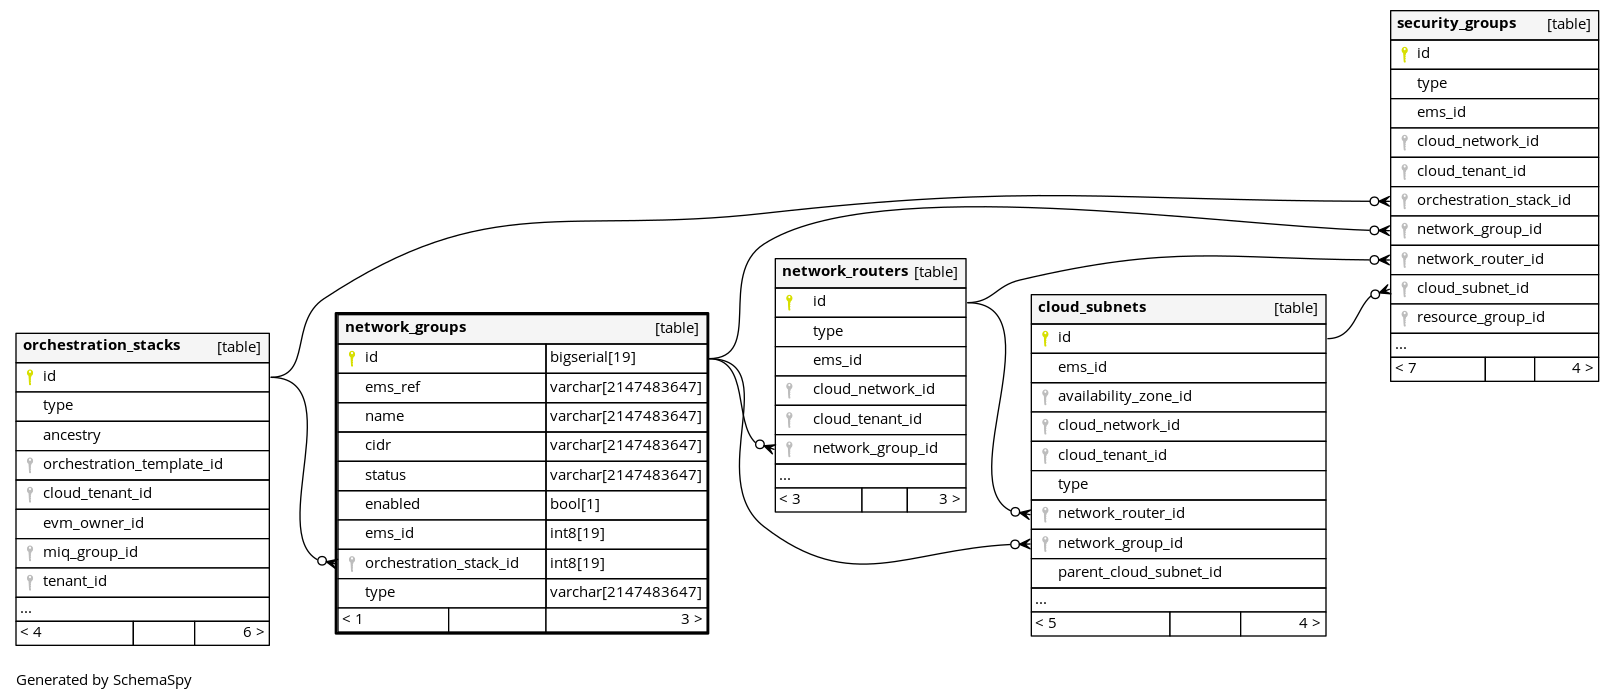 orchestration_stacks [table]
id
type
ancestry
orchestration_template_id
cloud_tenant_id
evm_owner_id
miq_group_id
tenant_id
...
< 4 6 >
network_groups [table]
id bigserial[19]
ems_ref varchar[2147483647]
name varchar[2147483647]
cidr varchar[2147483647]
status varchar[2147483647]
enabled bool[1]
ems_id int8[19]
orchestration_stack_id int8[19]
type varchar[2147483647]
< 1 3 >
network_routers [table]
id
type
ems_id
cloud_network_id
cloud_tenant_id
network_group_id
...
< 3 3 >
cloud_subnets [table]
id
ems_id
availability_zone_id
cloud_network_id
cloud_tenant_id
type
network_router_id
network_group_id
parent_cloud_subnet_id
...
< 5 4 >
security_groups [table]
id
type
ems_id
cloud_network_id
cloud_tenant_id
orchestration_stack_id
network_group_id
network_router_id
cloud_subnet_id
resource_group_id
...
< 7 4 >
Generated by SchemaSpy